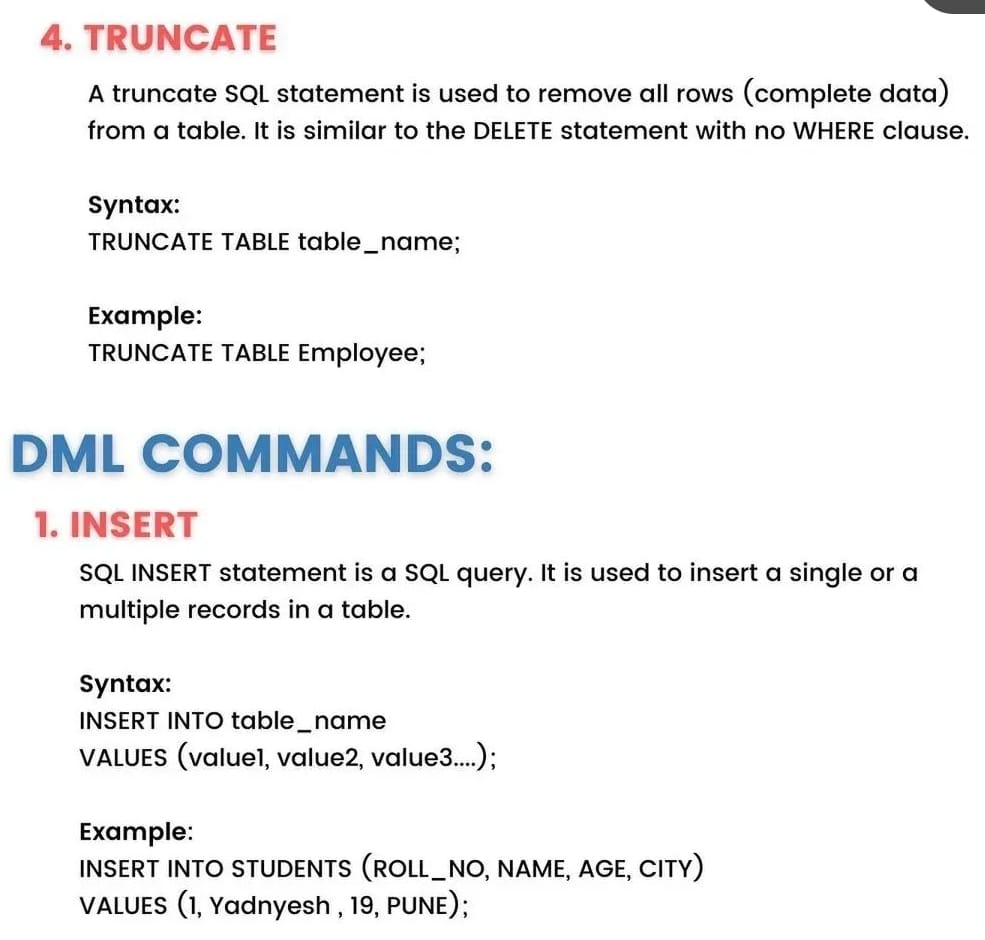 4. TRUNCATE
A truncate SQL statement is used to remove all rows (complete data)
from a table. It is similar to the DELETE statement with no WHERE clause.
Syntax:
TRUNCATE TABLE table_name;
Example:
TRUNCATE TABLE Employee;
DML COMMANDS:
1. INSERT
SQL INSERT statement is a SQL query. It is used to insert a single or a
multiple records in a table.
Syntax:
INSERT INTO table_name
VALUES (value1, value2, value3....);
Example:
INSERT INTO STUDENTS (ROLL_NO, NAME, AGE, CITY)
VALUES (1, Yadnyesh , 19, PUNE);